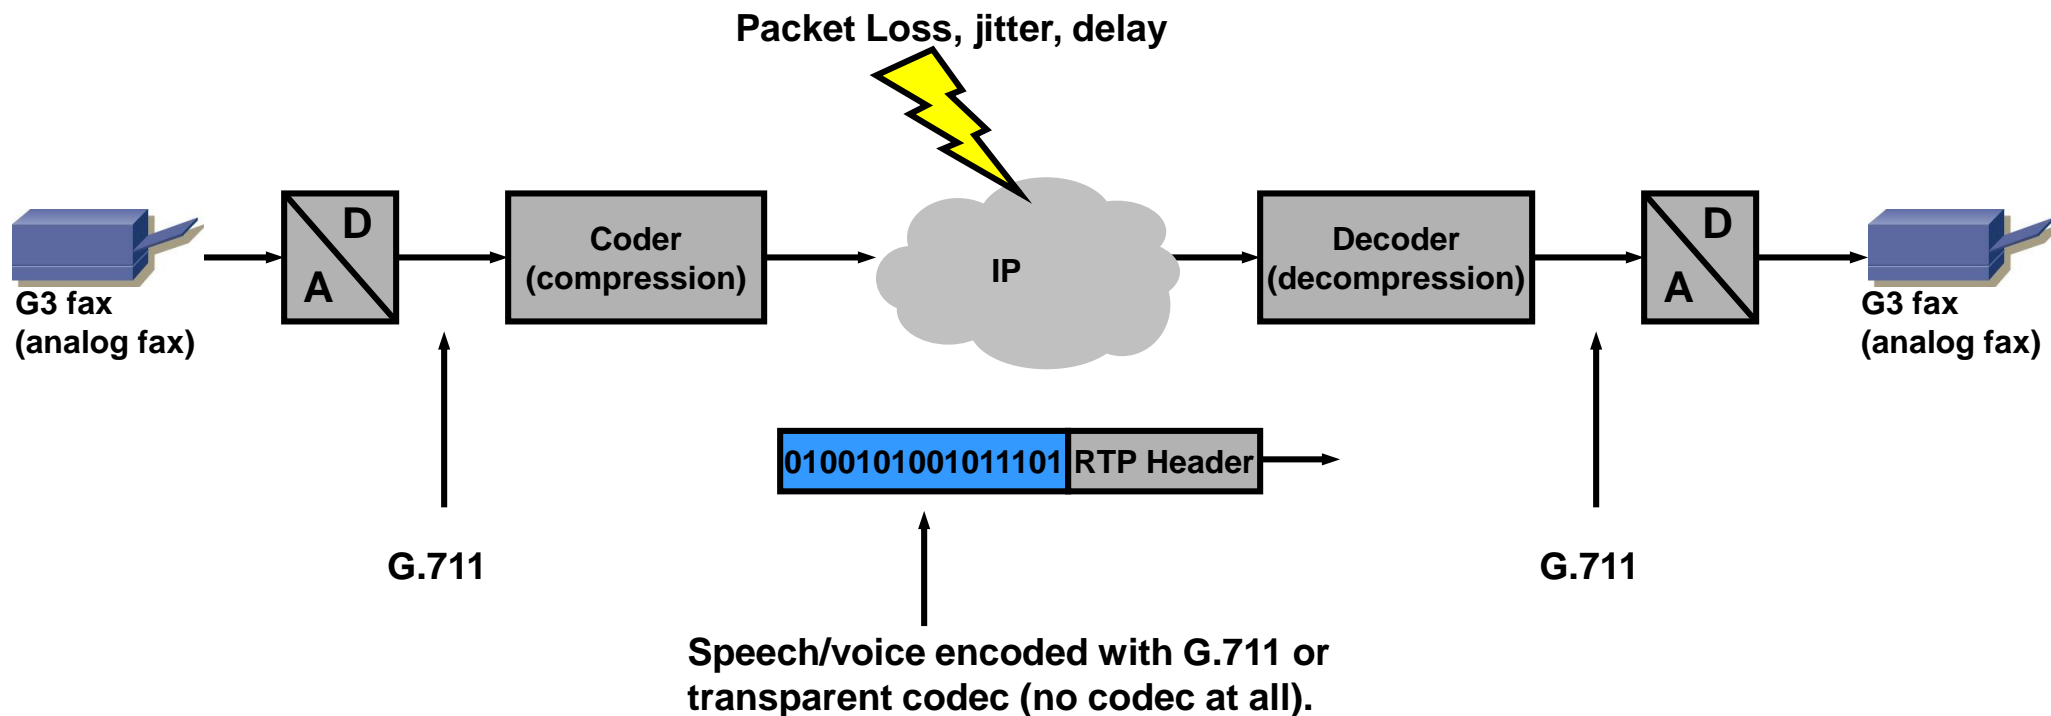 Packet Loss, jitter, delay
D
A
Coder
(compression)
IP
Decoder
(decompression)
D
A
G3 fax
(analog fax)
G3 fax
(analog fax)
0100101001011101 RTP Header
G.711
G.711
Speech/voice encoded with G.711 or
transparent codec (no codec at all).